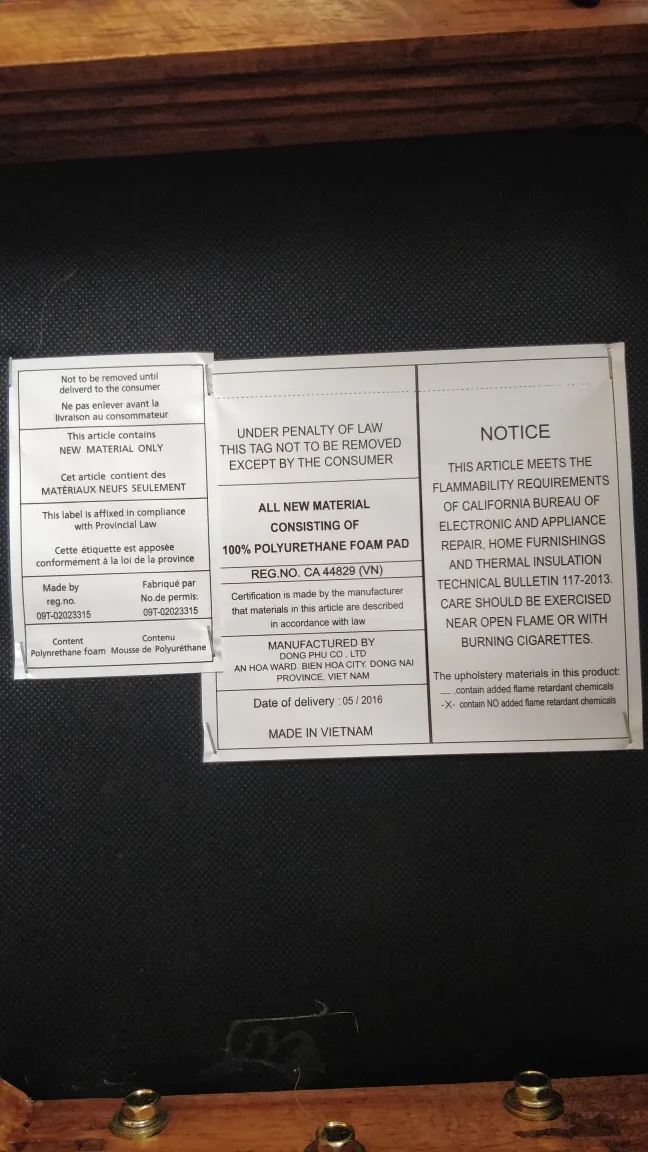 Not to be removed until
deliverd to the consumer
Ne pas enlever avant la
livraison au consommateur
This article contains
NEW MATERIAL ONLY
Cet article contient des
MATÉRIAUX NEUFS SEULEMENT
This label is affixed in compliance
with Provincial Law
Cette étiquette est apposée
conformément à la loi de la province
Made by
reg.no.
09T-02023315
Fabriqué par
No.de permis:
09T-02023315
Content
Polynrethane foam
Contenu
Mousse de Polyuréthane
UNDER PENALTY OF LAW
THIS TAG NOT TO BE REMOVED
EXCEPT BY THE CONSUMER
ALL NEW MATERIAL
CONSISTING OF
100% POLYURETHANE FOAM PAD
REG.NO. CA 44829 (VN)
Certification is made by the manufacturer
that materials in this article are described
in accordance with law
MANUFACTURED BY
DONG PHU CO., LTD
AN HOA WARD, BIEN HOA CITY, DONG NAI
PROVINCE, VIET NAM
Date of delivery : 05 / 2016
MADE IN VIETNAM
NOTICE
THIS ARTICLE MEETS THE
FLAMMABILITY REQUIREMENTS
OF CALIFORNIA BUREAU OF
ELECTRONIC AND APPLIANCE
REPAIR, HOME FURNISHINGS
AND THERMAL INSULATION
TECHNICAL BULLETIN 117-2013.
CARE SHOULD BE EXERCISED
NEAR OPEN FLAME OR WITH
BURNING CIGARETTES.
The upholstery materials in this product:
__ .contain added flame retardant chemicals
-X- contain NO added flame retardant chemicals